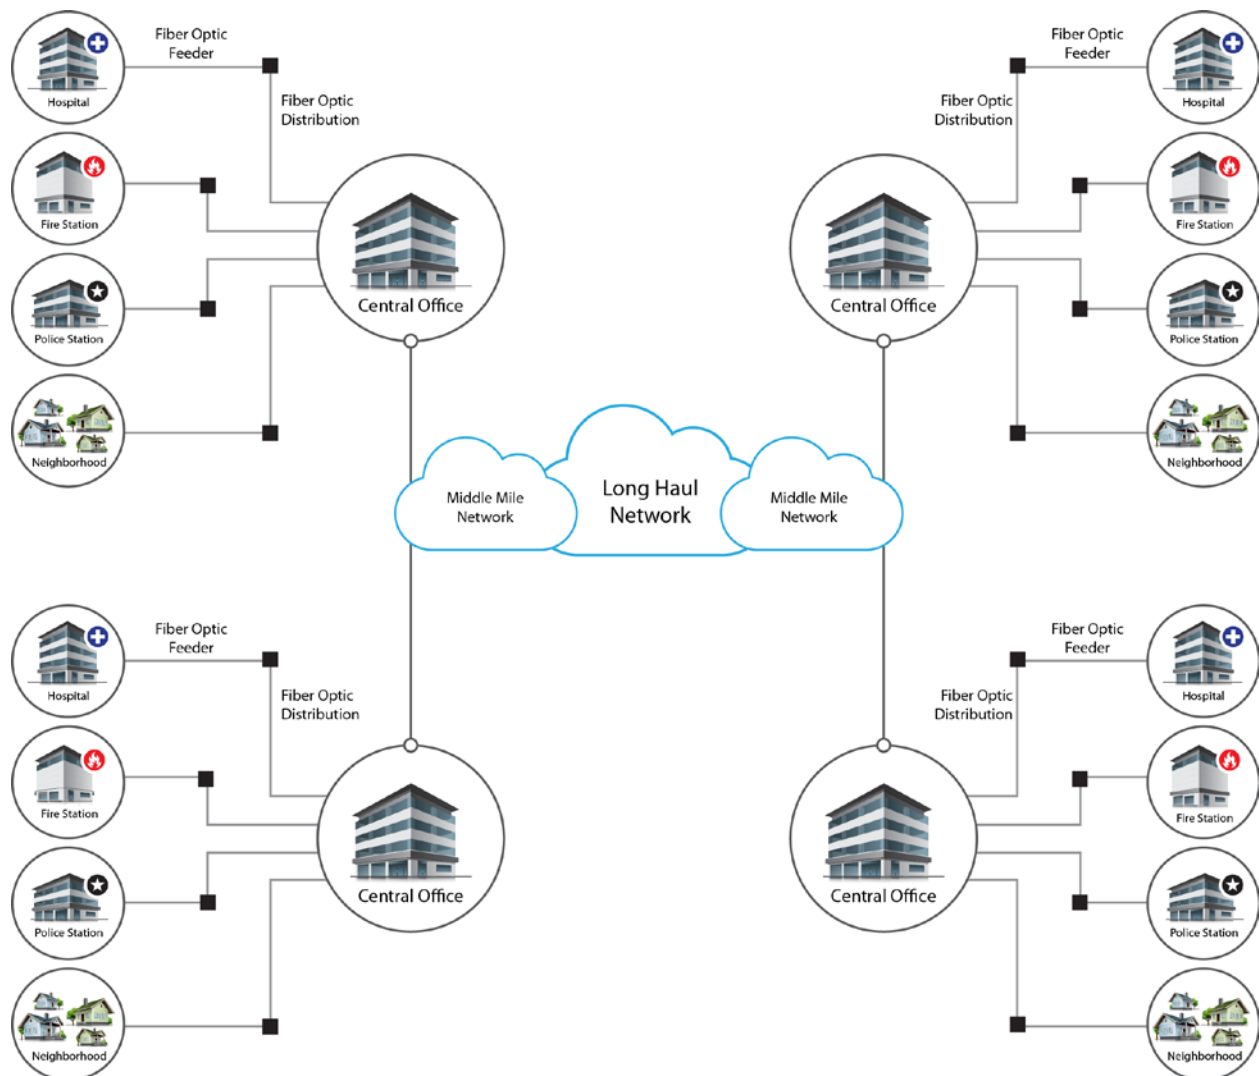 Fiber Optic
Feeder
Hospital
Fiber Optic
Distribution
Fire Station
Police Station
Neighborhood
Central Office
Fiber Optic
Feeder
Hospital
Fiber Optic
Distribution
Fire Station
Police Station
Neighborhood
Central Office
Middle Mile
Network
Long Haul
Network
Middle Mile
Network
Fiber Optic
Feeder
Hospital
Fiber Optic
Distribution
Fire Station
Police Station
Neighborhood
Central Office
Fiber Optic
Feeder
Hospital
Fiber Optic
Distribution
Fire Station
Police Station
Neighborhood
Central Office